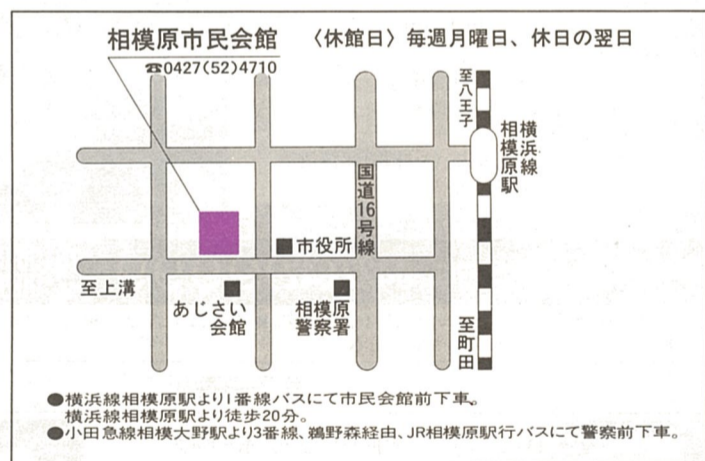 相模原市民会館 〈休館日〉毎週月曜日、休日の翌日
☎0427(52)4710
至八王子
横浜線
相模原駅
国道16号線
市役所
至上溝
あじさい
会館
相模原
警察署
至町田
●横浜線相模原駅より1番線バスにて市民会館前下車。
横浜線相模原駅より徒歩20分。
●小田急線相模大野駅より3番線、鵜野森経由、JR相模原駅行バスにて警察前下車。